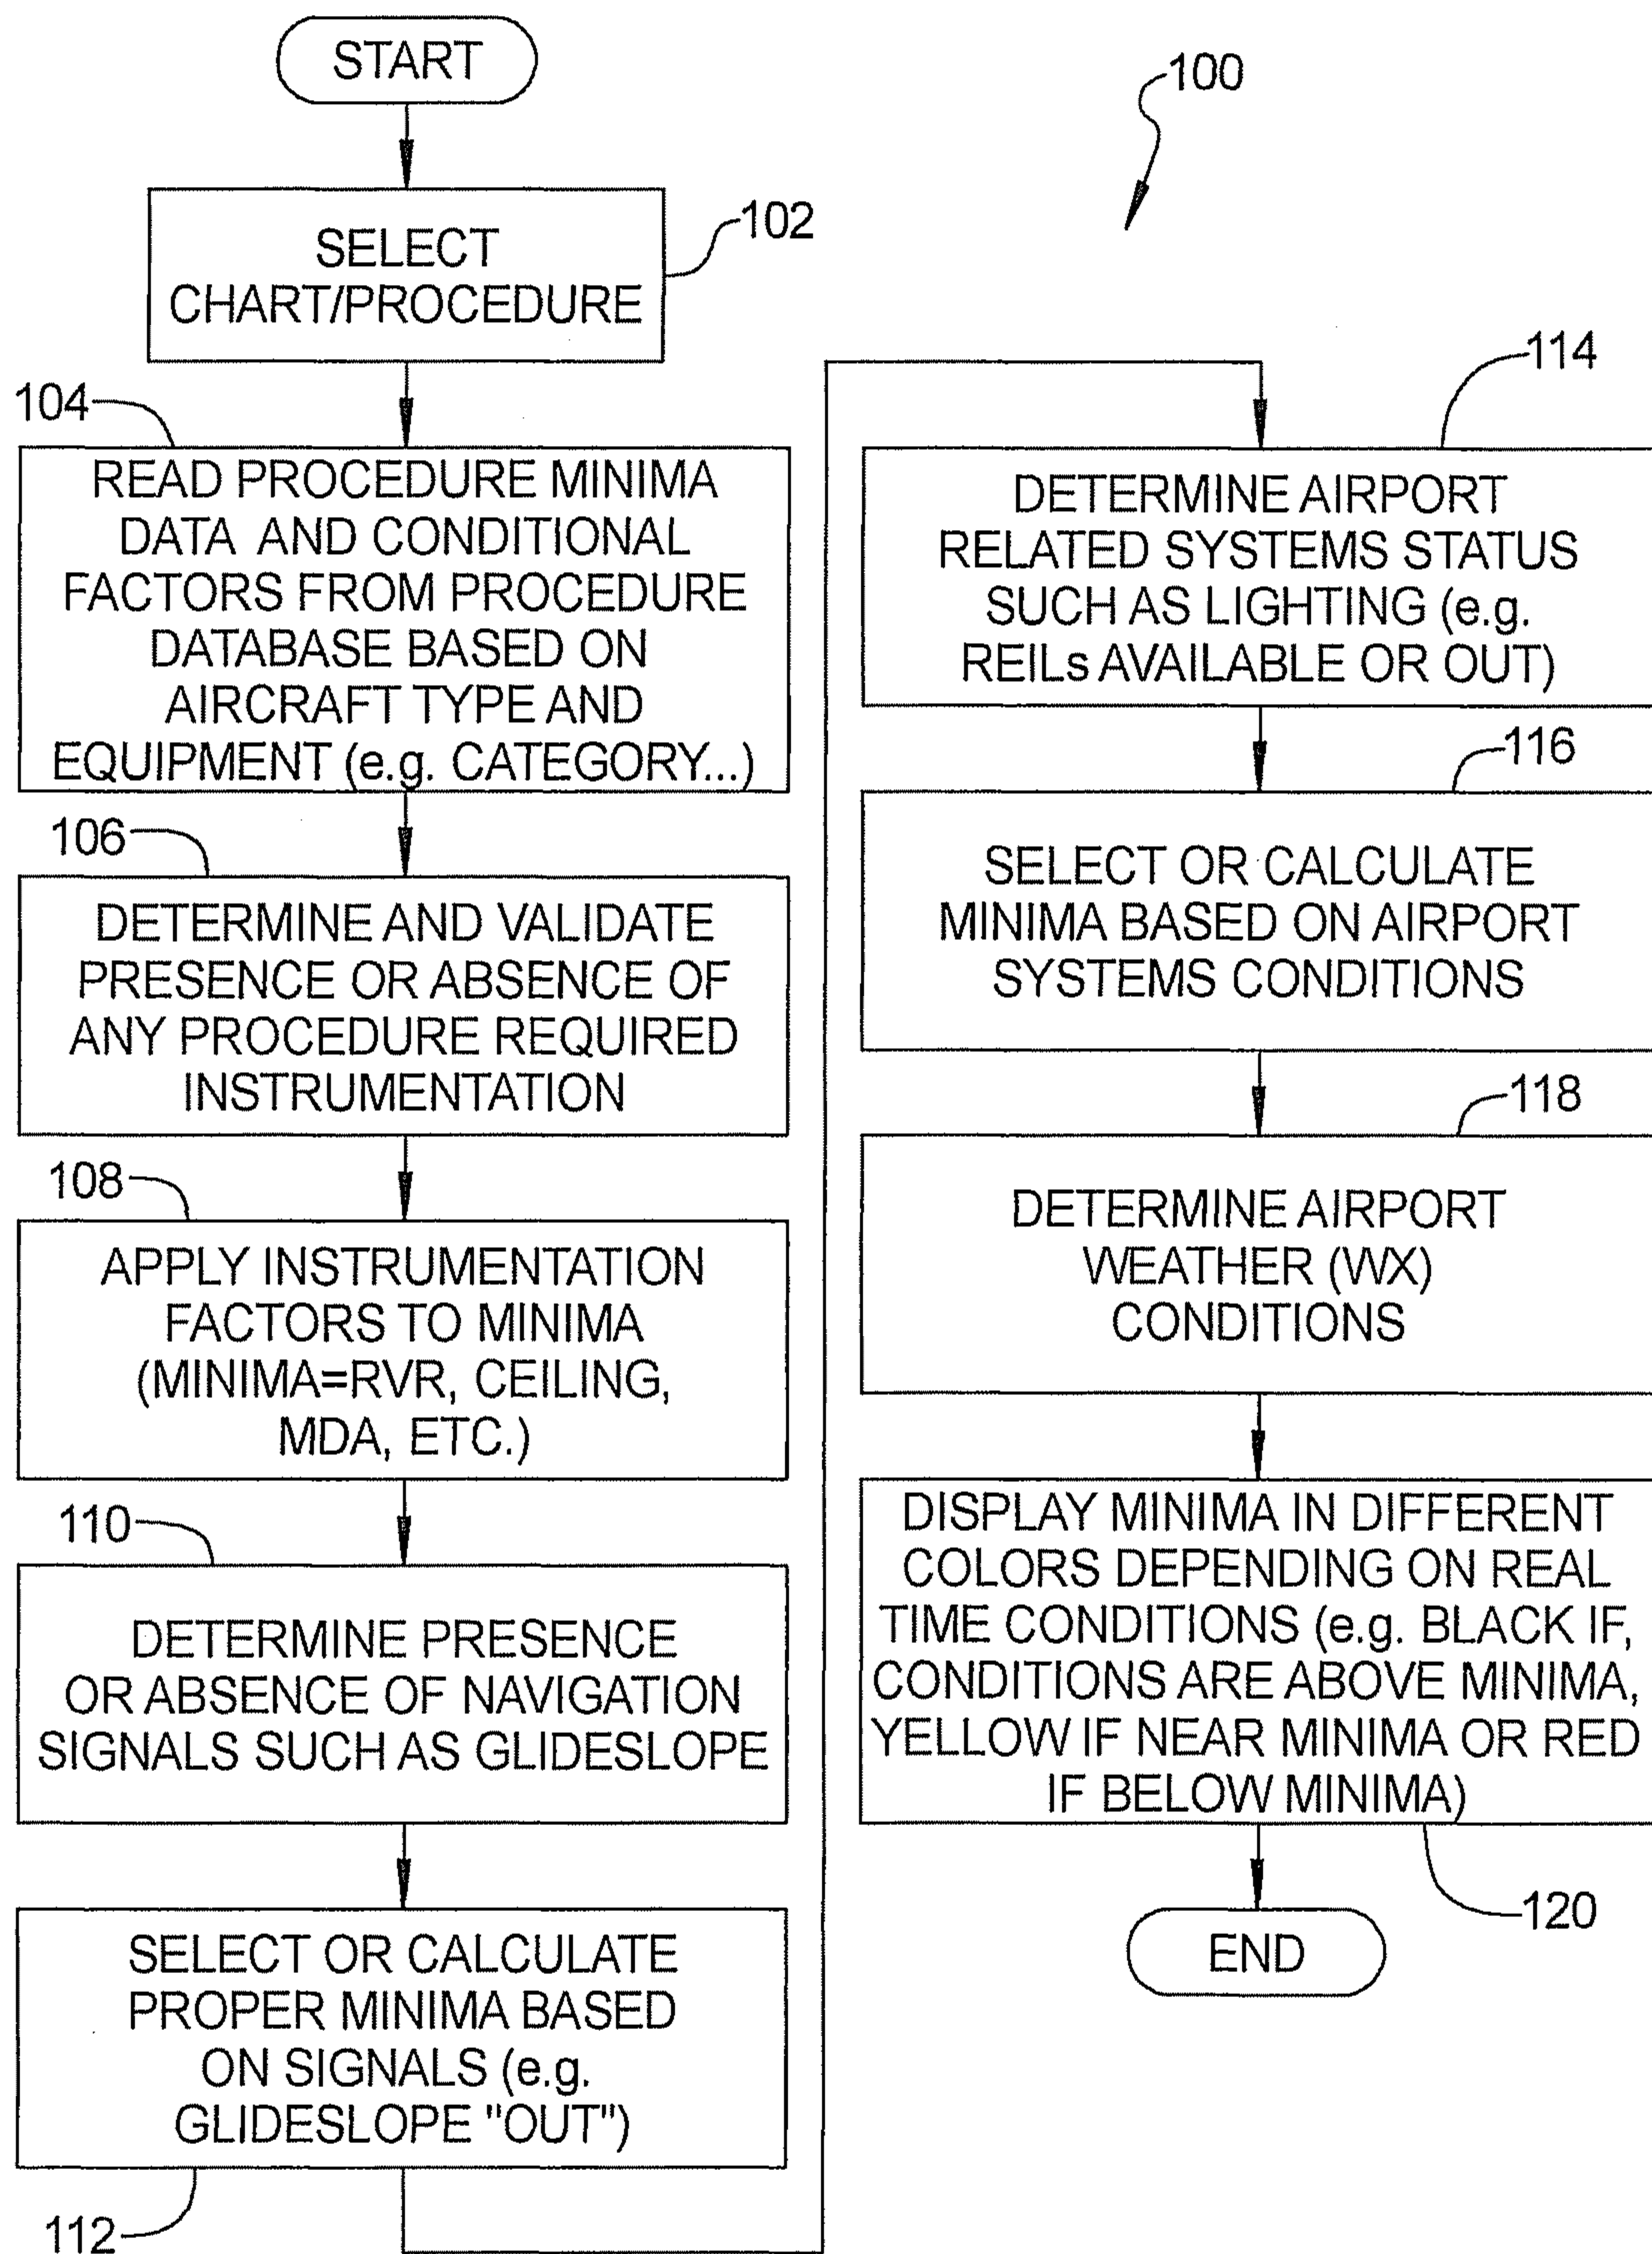 START
100
102
SELECT
CHART/PROCEDURE
104
READ PROCEDURE MINIMA
DATA AND CONDITIONAL
FACTORS FROM PROCEDURE
DATABASE BASED ON
AIRCRAFT TYPE AND
EQUIPMENT (e.g. CATEGORY...)
106
DETERMINE AND VALIDATE
PRESENCE OR ABSENCE OF
ANY PROCEDURE REQUIRED
INSTRUMENTATION
108
APPLY INSTRUMENTATION
FACTORS TO MINIMA
(MINIMA=RVR, CEILING,
MDA, ETC.)
110
DETERMINE PRESENCE
OR ABSENCE OF NAVIGATION
SIGNALS SUCH AS GLIDESLOPE
SELECT OR CALCULATE
PROPER MINIMA BASED
ON SIGNALS (e.g.
GLIDESLOPE "OUT")
112
114
DETERMINE AIRPORT
RELATED SYSTEMS STATUS
SUCH AS LIGHTING (e.g.
REILs AVAILABLE OR OUT)
116
SELECT OR CALCULATE
MINIMA BASED ON AIRPORT
SYSTEMS CONDITIONS
118
DETERMINE AIRPORT
WEATHER (WX)
CONDITIONS
DISPLAY MINIMA IN DIFFERENT
COLORS DEPENDING ON REAL
TIME CONDITIONS (e.g. BLACK IF,
CONDITIONS ARE ABOVE MINIMA,
YELLOW IF NEAR MINIMA OR RED
IF BELOW MINIMA)
120
END